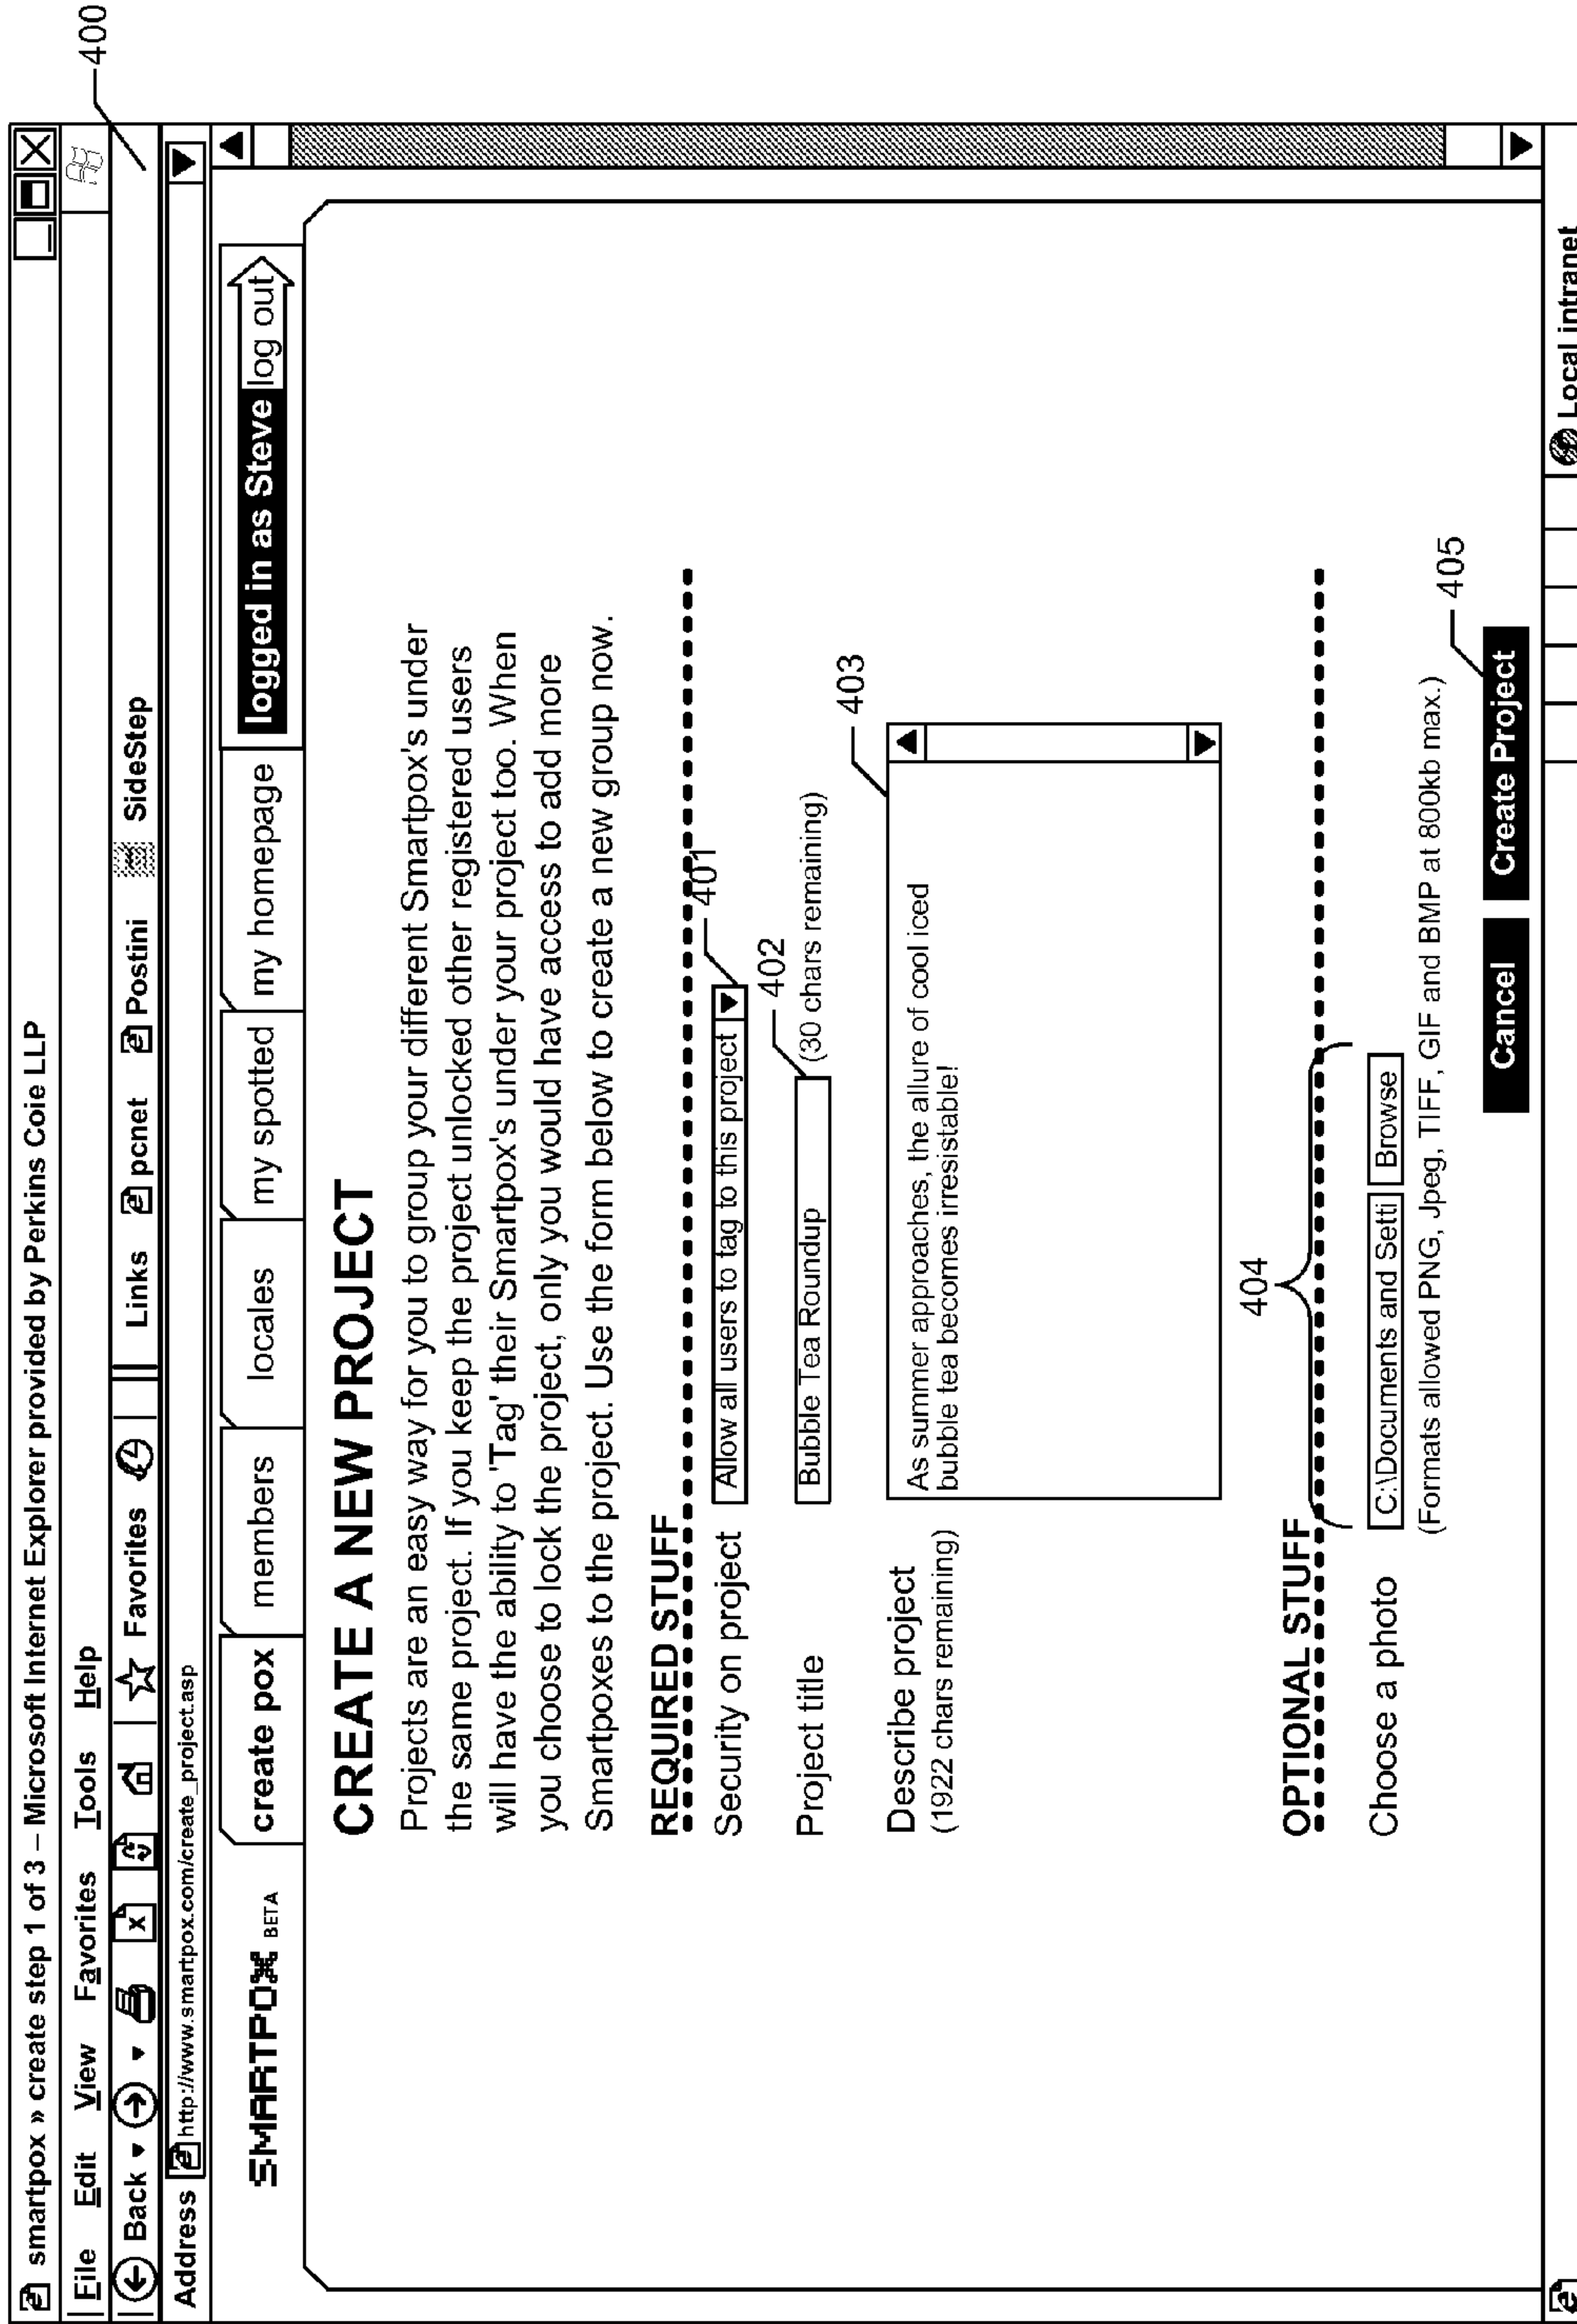 smartpox » create step 1 of 3 – Microsoft Internet Explorer provided by Perkins Coie LLP
File Edit View Favorites Tools Help
400
Back Favorites Links pcnet Postini SideStep
Address http://www.smartpox.com/create_project.asp
SMARTPOX BETA create pox members locales my spotted my homepage logged in as Steve log out
CREATE A NEW PROJECT
Projects are an easy way for you to group your different Smartpox's under
the same project. If you keep the project unlocked other registered users
will have the ability to 'Tag' their Smartpox's under your project too. When
you choose to lock the project, only you would have access to add more
Smartpoxes to the project. Use the form below to create a new group now.
REQUIRED STUFF
401
Security on project Allow all users to tag to this project
402
Project title Bubble Tea Roundup (30 chars remaining)
403
Describe project As summer approaches, the allure of cool iced
(1922 chars remaining) bubble tea becomes irresistable!
404
OPTIONAL STUFF
Choose a photo C:\Documents and Setti Browse
(Formats allowed PNG, Jpeg, TIFF, GIF and BMP at 800kb max.)
405
Cancel Create Project
Local intranet